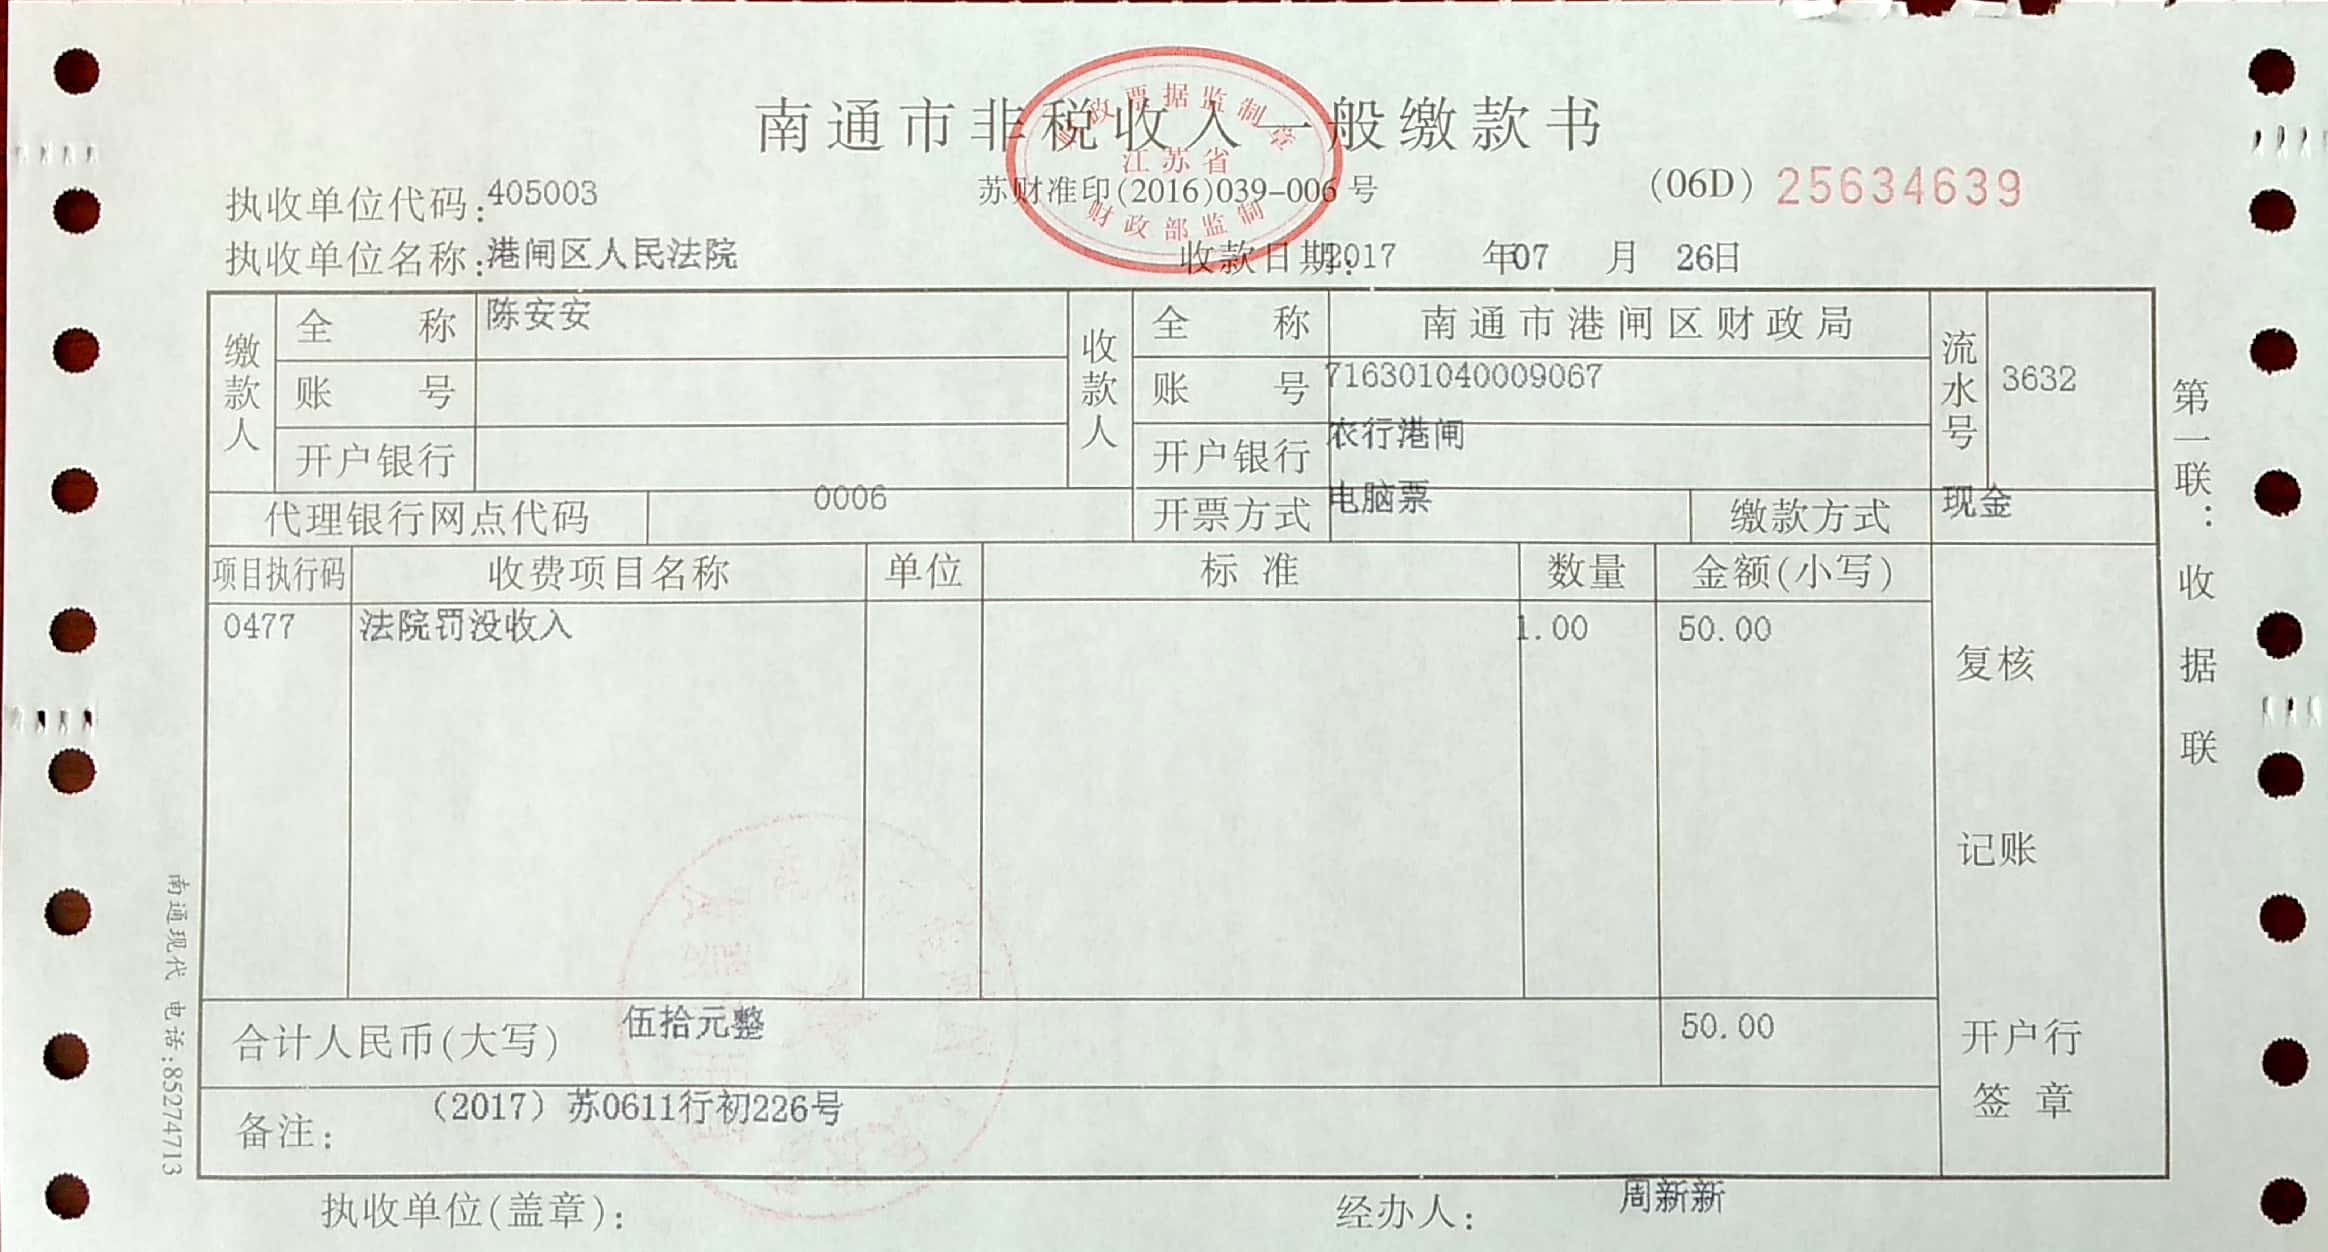 南通市非税收入一般缴款书
财政票据监制章
江苏省
财政部监制
苏财准印(2016)039-006号
(06D) 25634639
执收单位代码: 405003
执收单位名称: 港闸区人民法院
收款日期: 2017 年 07 月 26 日
缴款人 全称 陈安安 收款人 全称 南通市港闸区财政局 流水号 3632
账号 账号 716301040009067
开户银行 开户银行 农行港闸
代理银行网点代码 0006 开票方式 电脑票 缴款方式 现金
项目执行码 收费项目名称 单位 标准 数量 金额(小写)
0477 法院罚没收入 1.00 50.00
复核
记账
合计人民币(大写) 伍拾元整 50.00
开户行
签章
备注: (2017)苏0611行初226号
执收单位(盖章): 经办人: 周新新
第一联:收据联
南通现代 电话:85274713